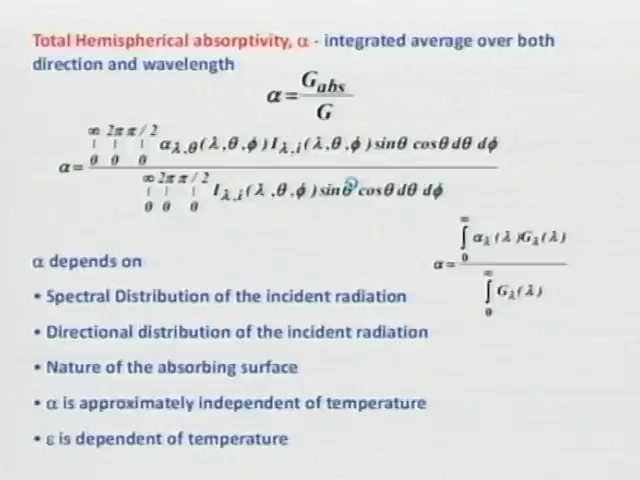 Total Hemispherical absorptivity, α - integrated average over both
direction and wavelength
α = G_abs / G
α = ∞ 2π π/2 | | | 0 0 0 α_λ,θ (λ,θ,ϕ) I_λ,i (λ,θ,ϕ) sinθ cosθ dθ dϕ / ∞ 2π π/2 | | | 0 0 0 I_λ,i (λ,θ,ϕ) sinθ cosθ dθ dϕ
α = ∫_0^∞ α_λ (λ)G_λ (λ) / ∫_0^∞ G_λ (λ)
α depends on
• Spectral Distribution of the incident radiation
• Directional distribution of the incident radiation
• Nature of the absorbing surface
• α is approximately independent of temperature
• ε is dependent of temperature